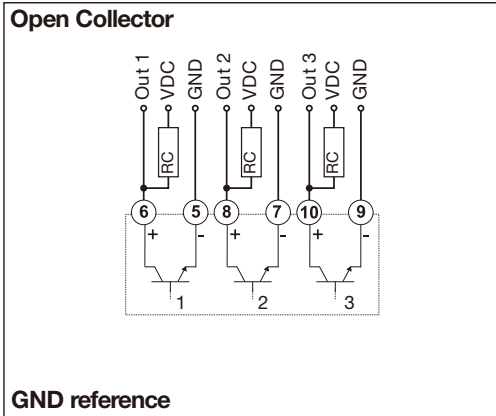 Open Collector
Out 1 VDC GND Out 2 VDC GND Out 3 VDC GND
RC RC RC
6 5 8 7 10 9
+ - + - + -
1 2 3
GND reference